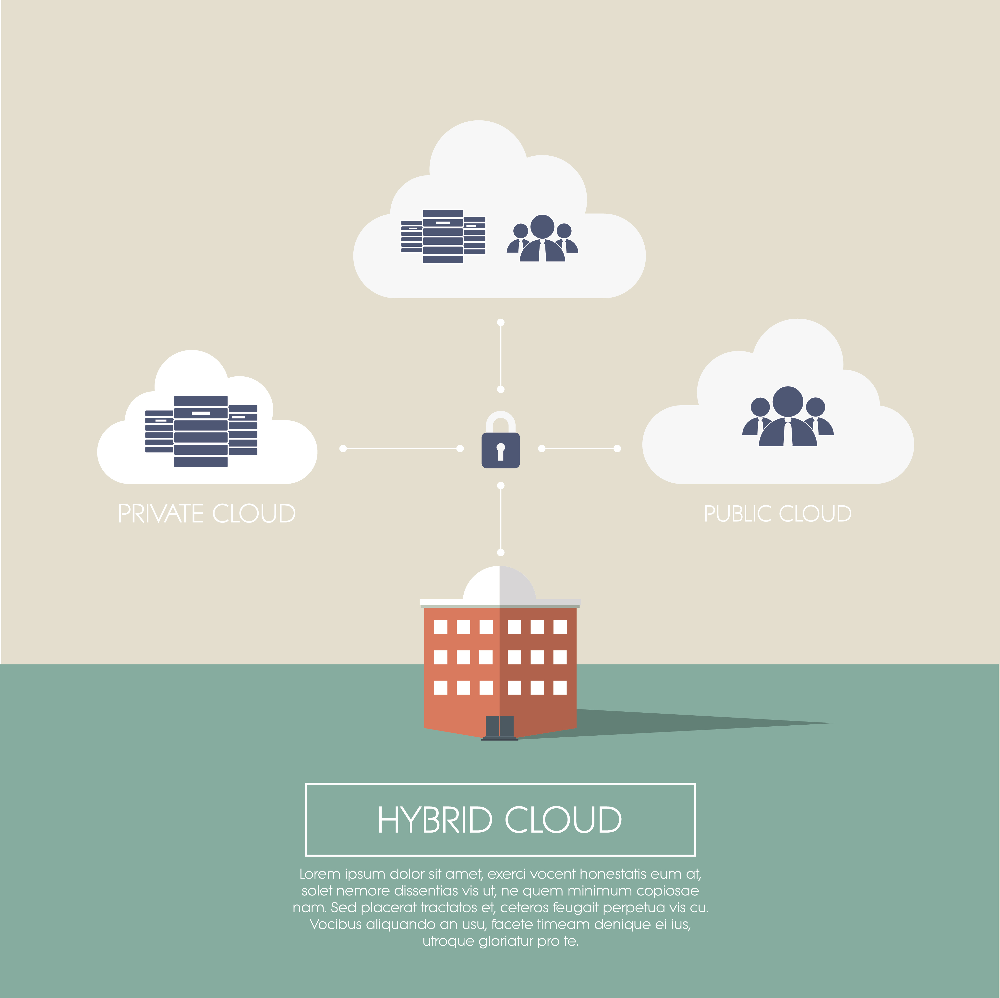 PRIVATE CLOUD
PUBLIC CLOUD
HYBRID CLOUD
Lorem ipsum dolor sit amet, exerci vocent honestatis eum at,
solet nemore dissentias vis ut, ne quem minimum copiosae
nam. Sed placerat tractatos et, ceteros feugait perpetua vis cu.
Vocibus aliquando an usu, facete timeam denique ei ius,
utroque gloriatur pro te.